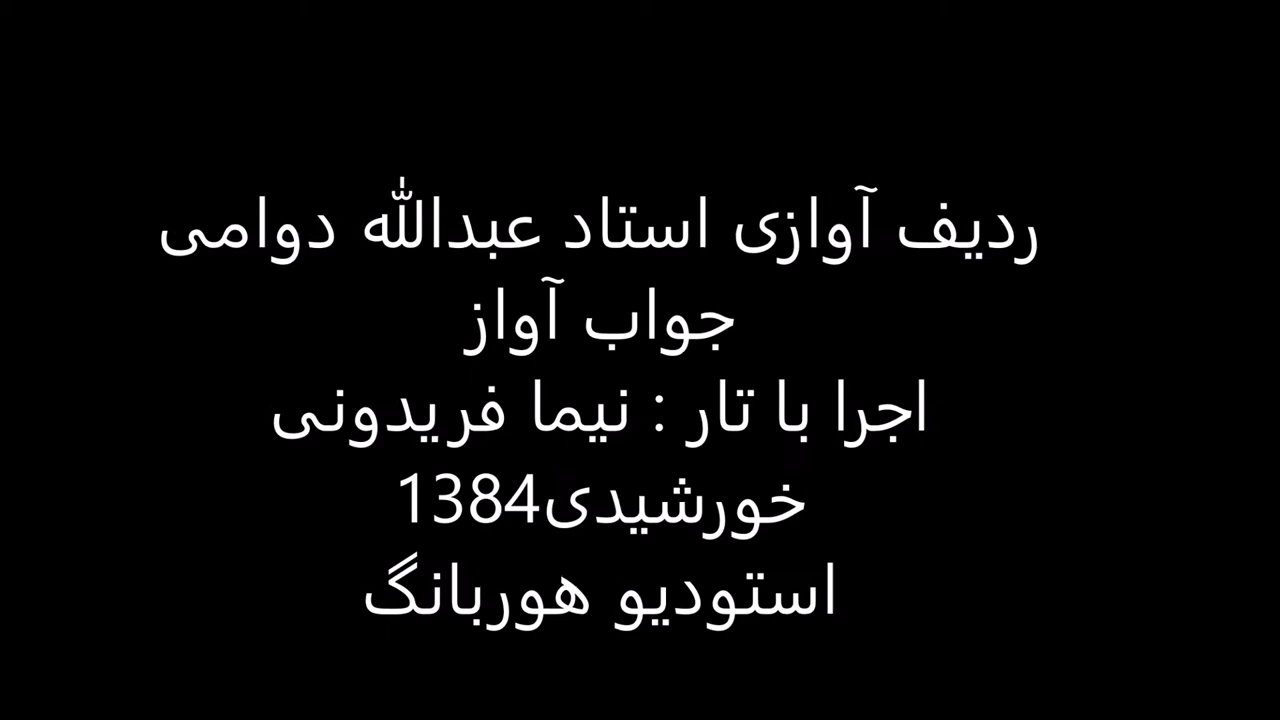 ردیف آوازی استاد عبدالله دوامی
جواب آواز
اجرا با تار : نیما فریدونی
خورشیدی1384
استودیو هوربانگ